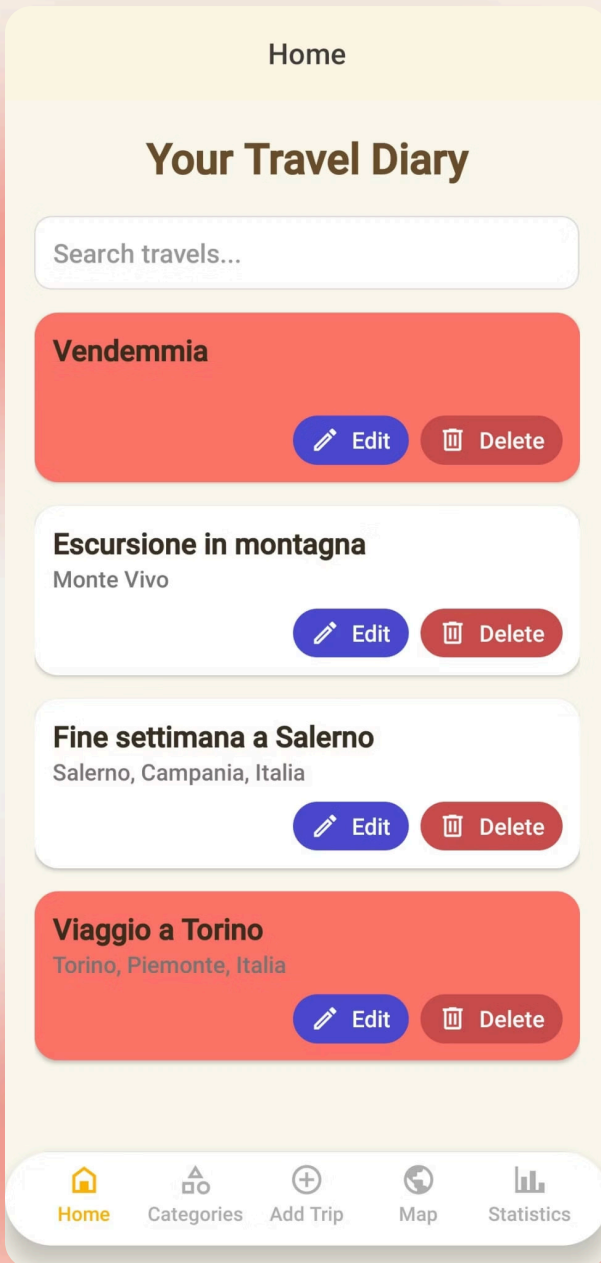 Home
Your Travel Diary
Search travels...
Vendemmia
Edit
Delete
Escursione in montagna
Monte Vivo
Edit
Delete
Fine settimana a Salerno
Salerno, Campania, Italia
Edit
Delete
Viaggio a Torino
Torino, Piemonte, Italia
Edit
Delete
Home
Categories
Add Trip
Map
Statistics